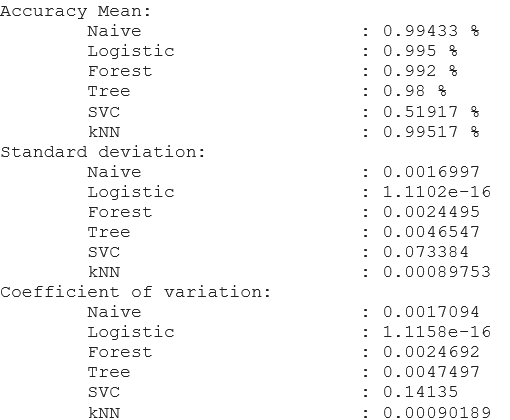 Accuracy Mean:
Naive : 0.99433 %
Logistic : 0.995 %
Forest : 0.992 %
Tree : 0.98 %
SVC : 0.51917 %
kNN : 0.99517 %
Standard deviation:
Naive : 0.0016997
Logistic : 1.1102e-16
Forest : 0.0024495
Tree : 0.0046547
SVC : 0.073384
kNN : 0.00089753
Coefficient of variation:
Naive : 0.0017094
Logistic : 1.1158e-16
Forest : 0.0024692
Tree : 0.0047497
SVC : 0.14135
kNN : 0.00090189